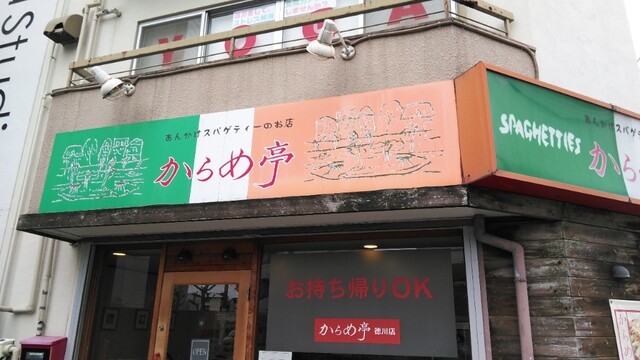 YOGA
Studi
あんかけスパゲティーのお店
からめ亭
あんかけスパ
SPAGHETTIES
からめ
お持ち帰りOK
からめ亭 徳川店
OPEN